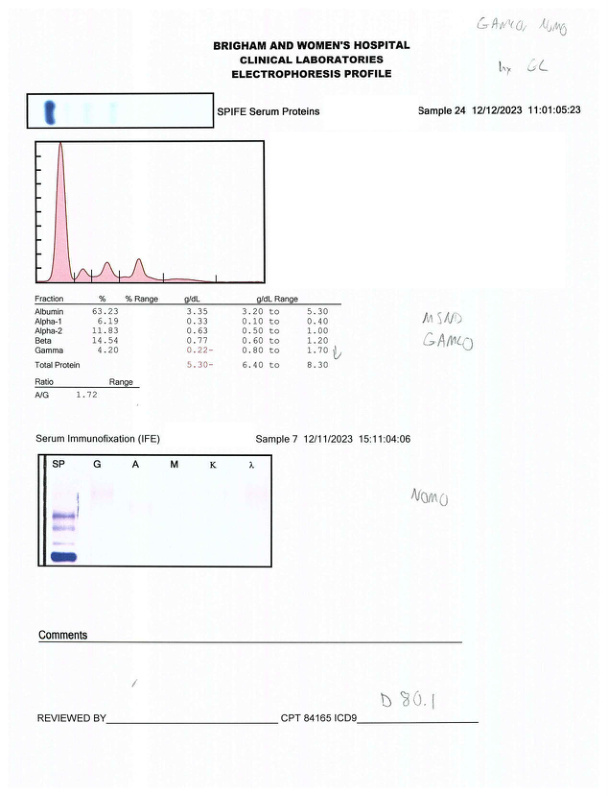 GAMLO, NOMO
hx GL
BRIGHAM AND WOMEN'S HOSPITAL
CLINICAL LABORATORIES
ELECTROPHORESIS PROFILE
SPIFE Serum Proteins Sample 24 12/12/2023 11:01:05:23
Fraction % % Range g/dL g/dL Range
Albumin 63.23 3.35 3.20 to 5.30
Alpha-1 6.19 0.33 0.10 to 0.40
Alpha-2 11.83 0.63 0.50 to 1.00
Beta 14.54 0.77 0.60 to 1.20
Gamma 4.20 0.22- 0.80 to 1.70 ↓
Total Protein 5.30- 6.40 to 8.30
MSND
GAMLO
Ratio Range
A/G 1.72
Serum Immunofixation (IFE) Sample 7 12/11/2023 15:11:04:06
SP G A M K λ
NOMO
Comments
D80.1
REVIEWED BY CPT 84165 ICD9